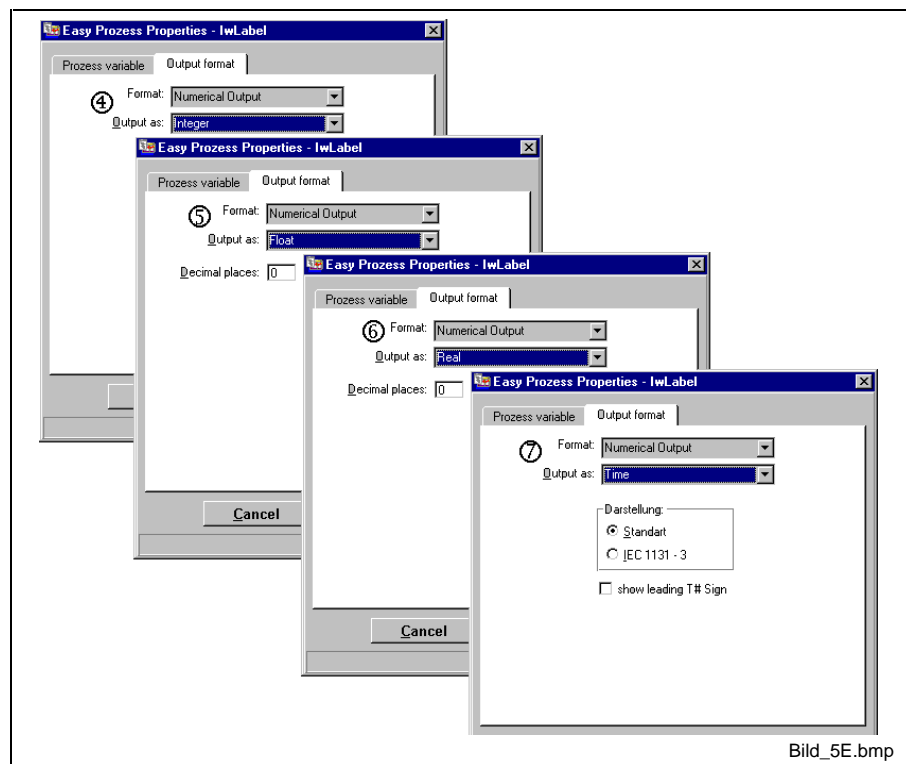 Easy Prozess Properties - IwLabel
Prozess variable Output format
④ Format: Numerical Output
Output as: Integer
Easy Prozess Properties - IwLabel
Prozess variable Output format
⑤ Format: Numerical Output
Output as: Float
Decimal places: 0
Cancel
Easy Prozess Properties - IwLabel
Prozess variable Output format
⑥ Format: Numerical Output
Output as: Real
Decimal places: 0
Cancel
Easy Prozess Properties - IwLabel
Prozess variable Output format
⑦ Format: Numerical Output
Output as: Time
Darstellung:
Standart
IEC 1131 - 3
show leading T# Sign
Bild_5E.bmp